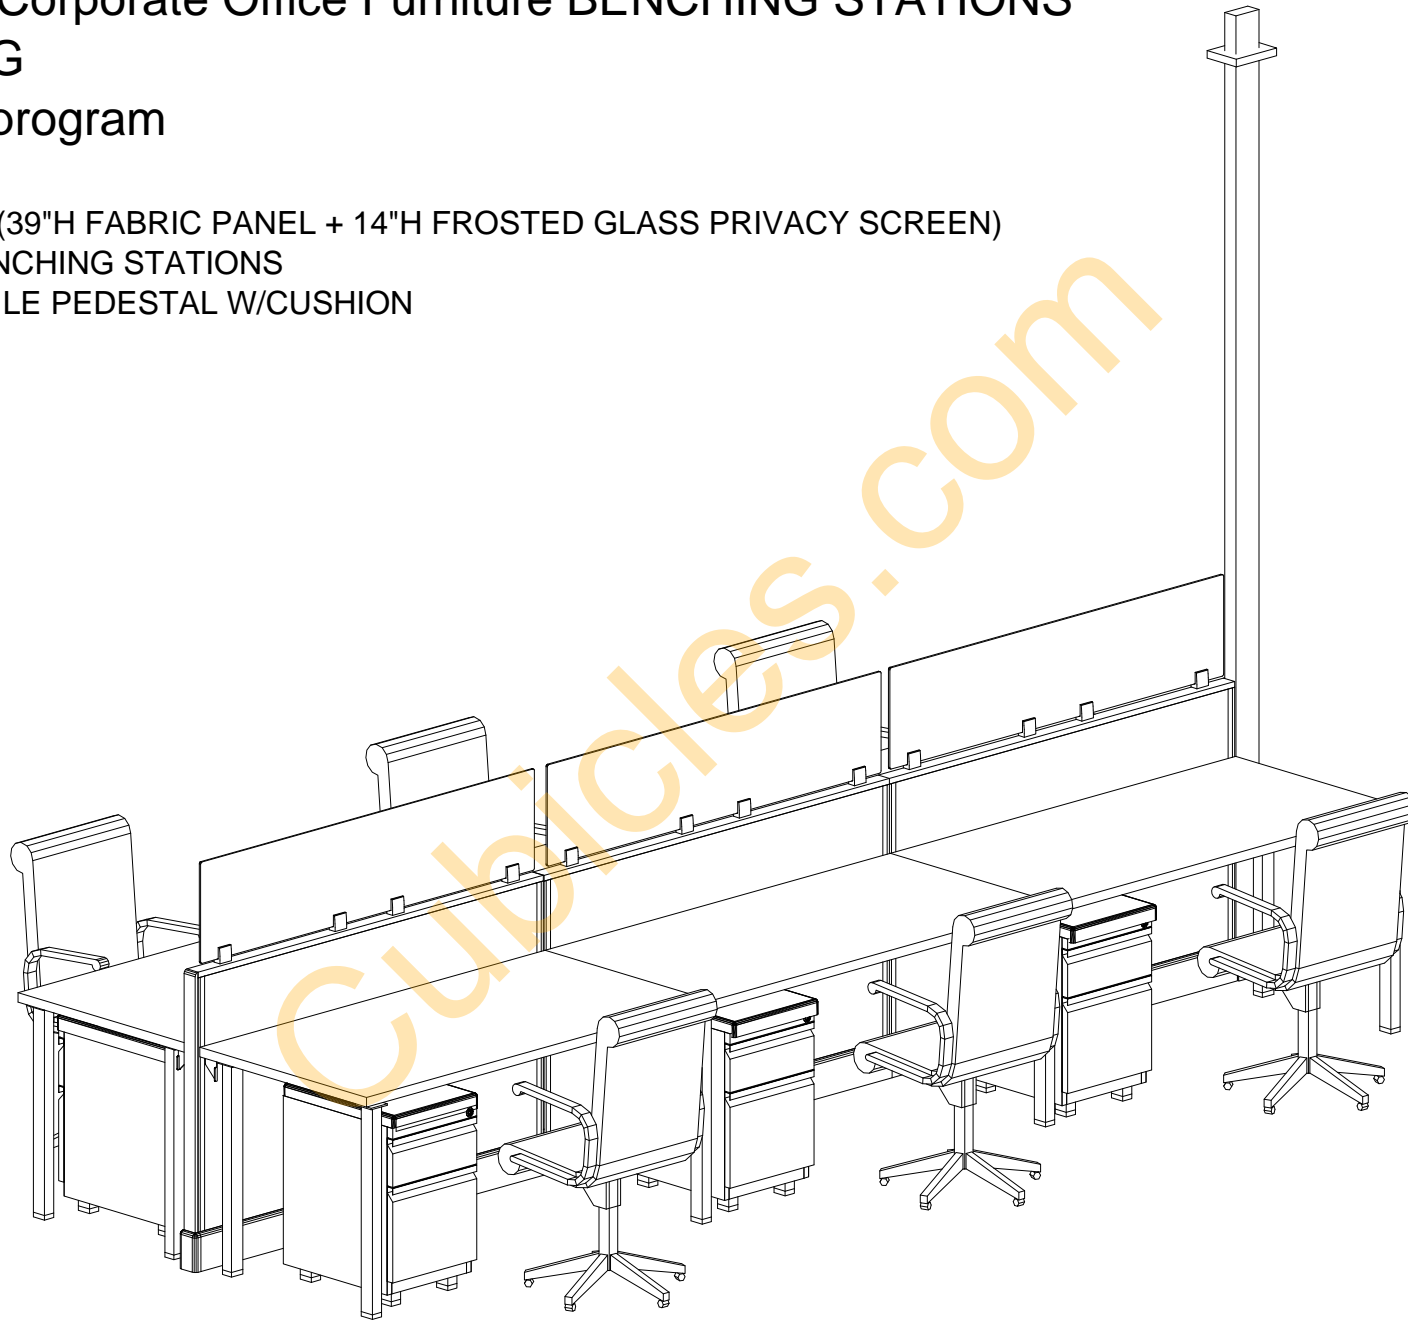 Corporate Office Furniture BENCHING STATIONS
G
program
(39"H FABRIC PANEL + 14"H FROSTED GLASS PRIVACY SCREEN)
NCHING STATIONS
LE PEDESTAL W/CUSHION
Cubicles.com